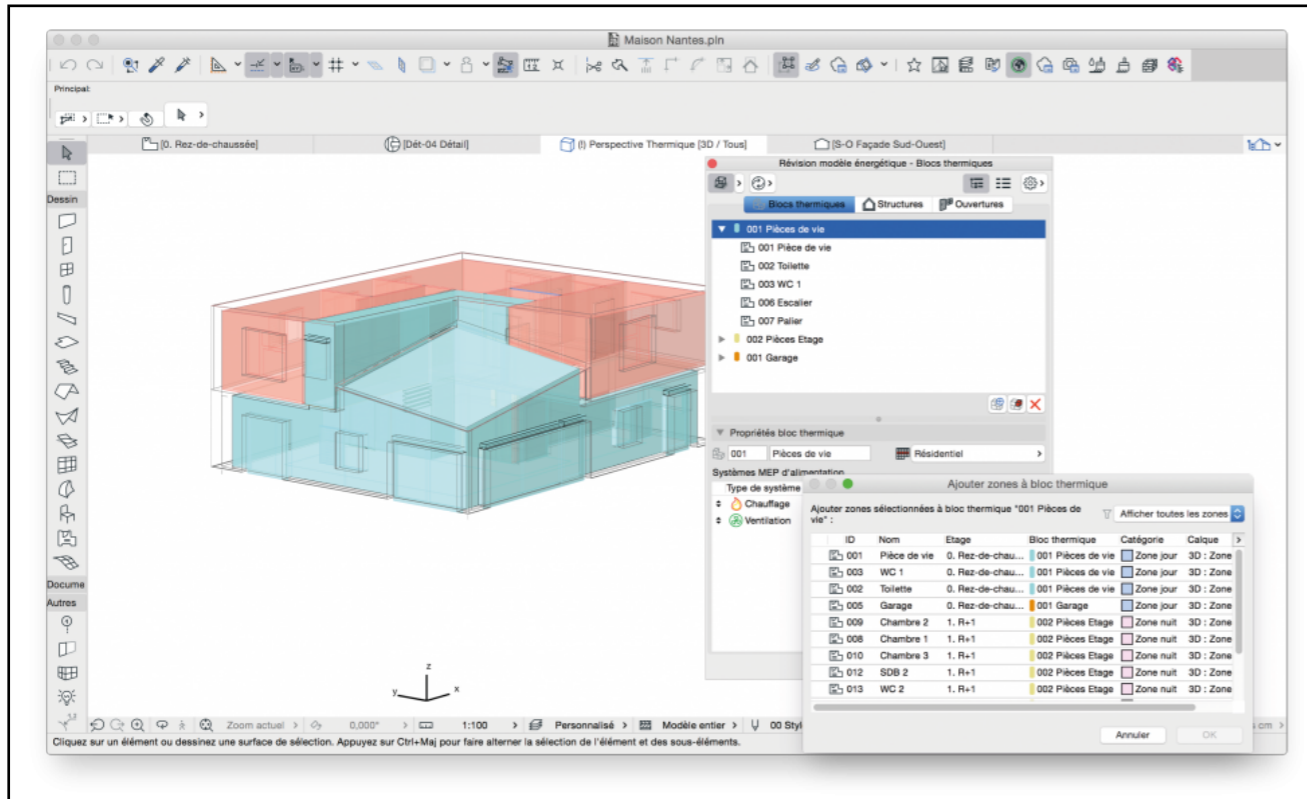 Maison Nantes.pln
Principal:
[0. Rez-de-chaussée]
[Dét-04 Détail]
(!) Perspective Thermique [3D / Tous]
[S-O Façade Sud-Ouest]
Révision modèle énergétique - Blocs thermiques
Blocs thermiques Structures Ouvertures
Dessin
001 Pièces de vie
001 Pièce de vie
002 Toilette
003 WC 1
006 Escalier
007 Palier
002 Pièces Etage
001 Garage
Propriétés bloc thermique
001 Pièces de vie Résidentiel
Systèmes MEP d'alimentation
Type de système
Chauffage
Ventilation
Ajouter zones à bloc thermique
Ajouter zones sélectionnées à bloc thermique "001 Pièces de
vie" :
Afficher toutes les zones
ID Nom Etage Bloc thermique Catégorie Calque
001 Pièce de vie 0. Rez-de-chau... 001 Pièces de vie Zone jour 3D : Zone
003 WC 1 0. Rez-de-chau... 001 Pièces de vie Zone jour 3D : Zone
002 Toilette 0. Rez-de-chau... 001 Pièces de vie Zone jour 3D : Zone
005 Garage 0. Rez-de-chau... 001 Garage Zone jour 3D : Zone
009 Chambre 2 1. R+1 002 Pièces Etage Zone nuit 3D : Zone
008 Chambre 1 1. R+1 002 Pièces Etage Zone nuit 3D : Zone
010 Chambre 3 1. R+1 002 Pièces Etage Zone nuit 3D : Zone
012 SDB 2 1. R+1 002 Pièces Etage Zone nuit 3D : Zone
013 WC 2 1. R+1 002 Pièces Etage Zone nuit 3D : Zone
Annuler OK
Docume
Autres
z
y
x
Zoom actuel 0,000° 1:100 Personnalisé Modèle entier 00 Styl
s cm
Cliquez sur un élément ou dessinez une surface de sélection. Appuyez sur Ctrl+Maj pour faire alterner la sélection de l'élément et des sous-éléments.